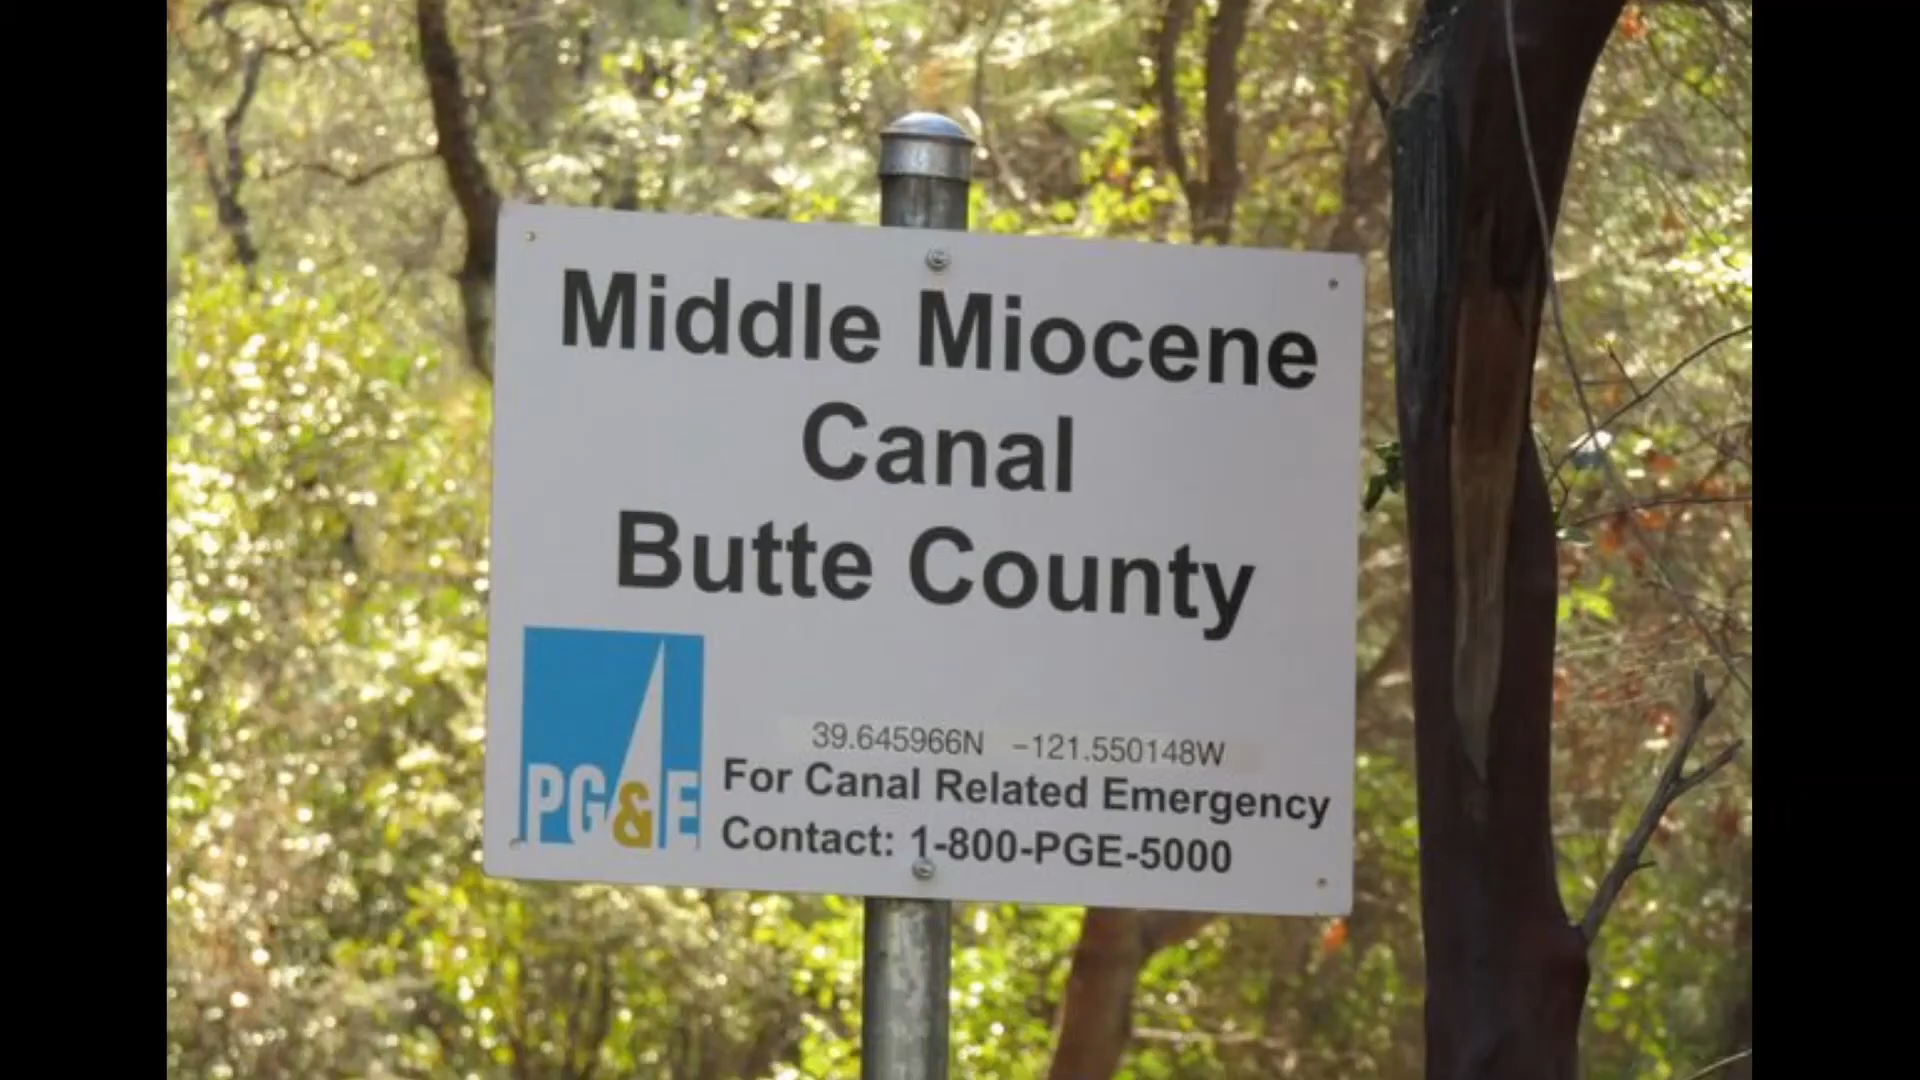 Middle Miocene
Canal
Butte County
39.645966N -121.550148W
For Canal Related Emergency
Contact: 1-800-PGE-5000
PG&E